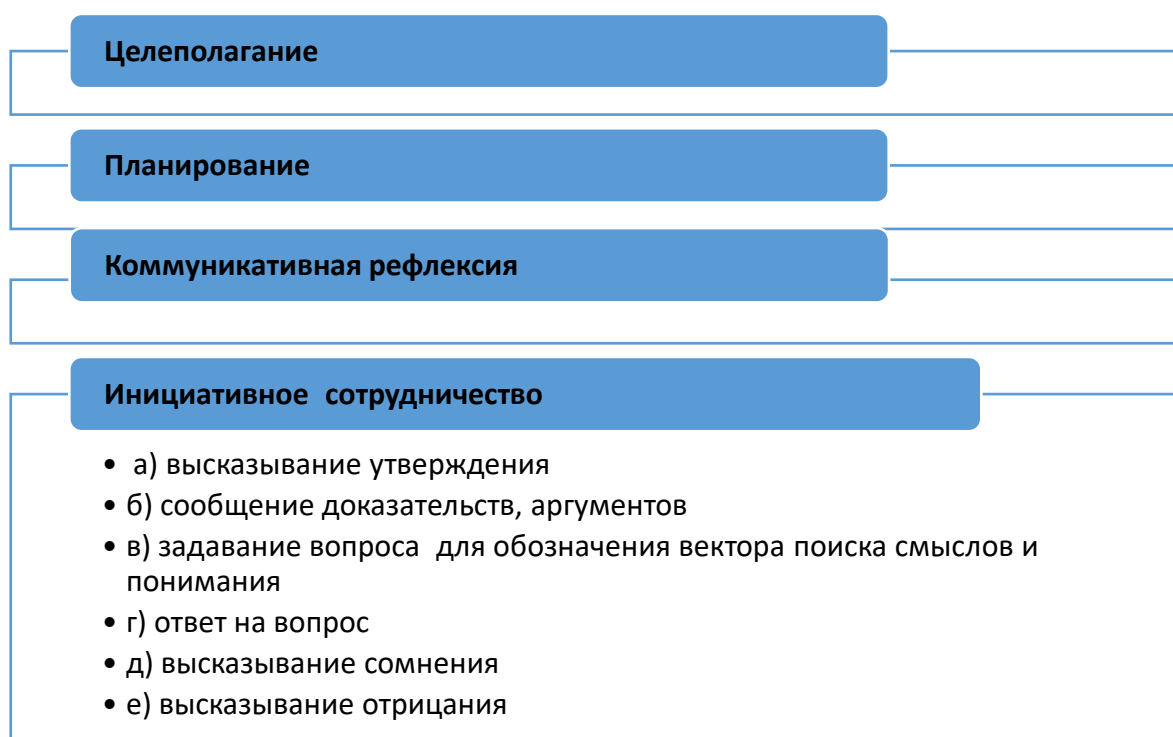 Целеполагание
Планирование
Коммуникативная рефлексия
Инициативное  сотрудничество
•  а) высказывание утверждения
• б) сообщение доказательств, аргументов
• в) задавание вопроса  для обозначения вектора поиска смыслов и
понимания
• г) ответ на вопрос
• д) высказывание сомнения
• е) высказывание отрицания